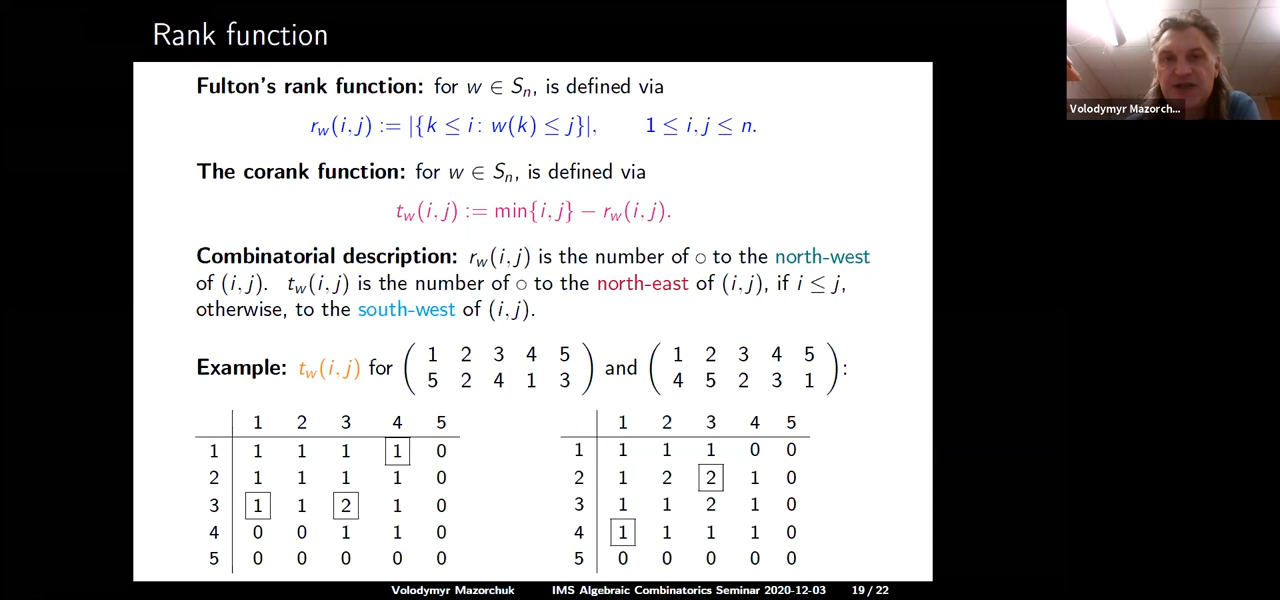 Rank function
Fulton's rank function: for w ∈ Sₙ, is defined via
r_w(i,j) := |{k ≤ i: w(k) ≤ j}|, 1 ≤ i,j ≤ n.
The corank function: for w ∈ Sₙ, is defined via
t_w(i,j) := min{i,j} − r_w(i,j).
Combinatorial description: r_w(i,j) is the number of ○ to the north-west
of (i,j). t_w(i,j) is the number of ○ to the north-east of (i,j), if i ≤ j,
otherwise, to the south-west of (i,j).
Example: t_w(i,j) for ( 1 2 3 4 5 / 5 2 4 1 3 ) and ( 1 2 3 4 5 / 4 5 2 3 1 ):
1 2 3 4 5
1 1 1 1 1 0
2 1 1 1 1 0
3 1 1 2 1 0
4 0 0 1 1 0
5 0 0 0 0 0
1 2 3 4 5
1 1 1 1 0 0
2 1 2 2 1 0
3 1 1 2 1 0
4 1 1 1 1 0
5 0 0 0 0 0
Volodymyr Mazorchuk IMS Algebraic Combinatorics Seminar 2020-12-03 19 / 22
Volodymyr Mazorch...